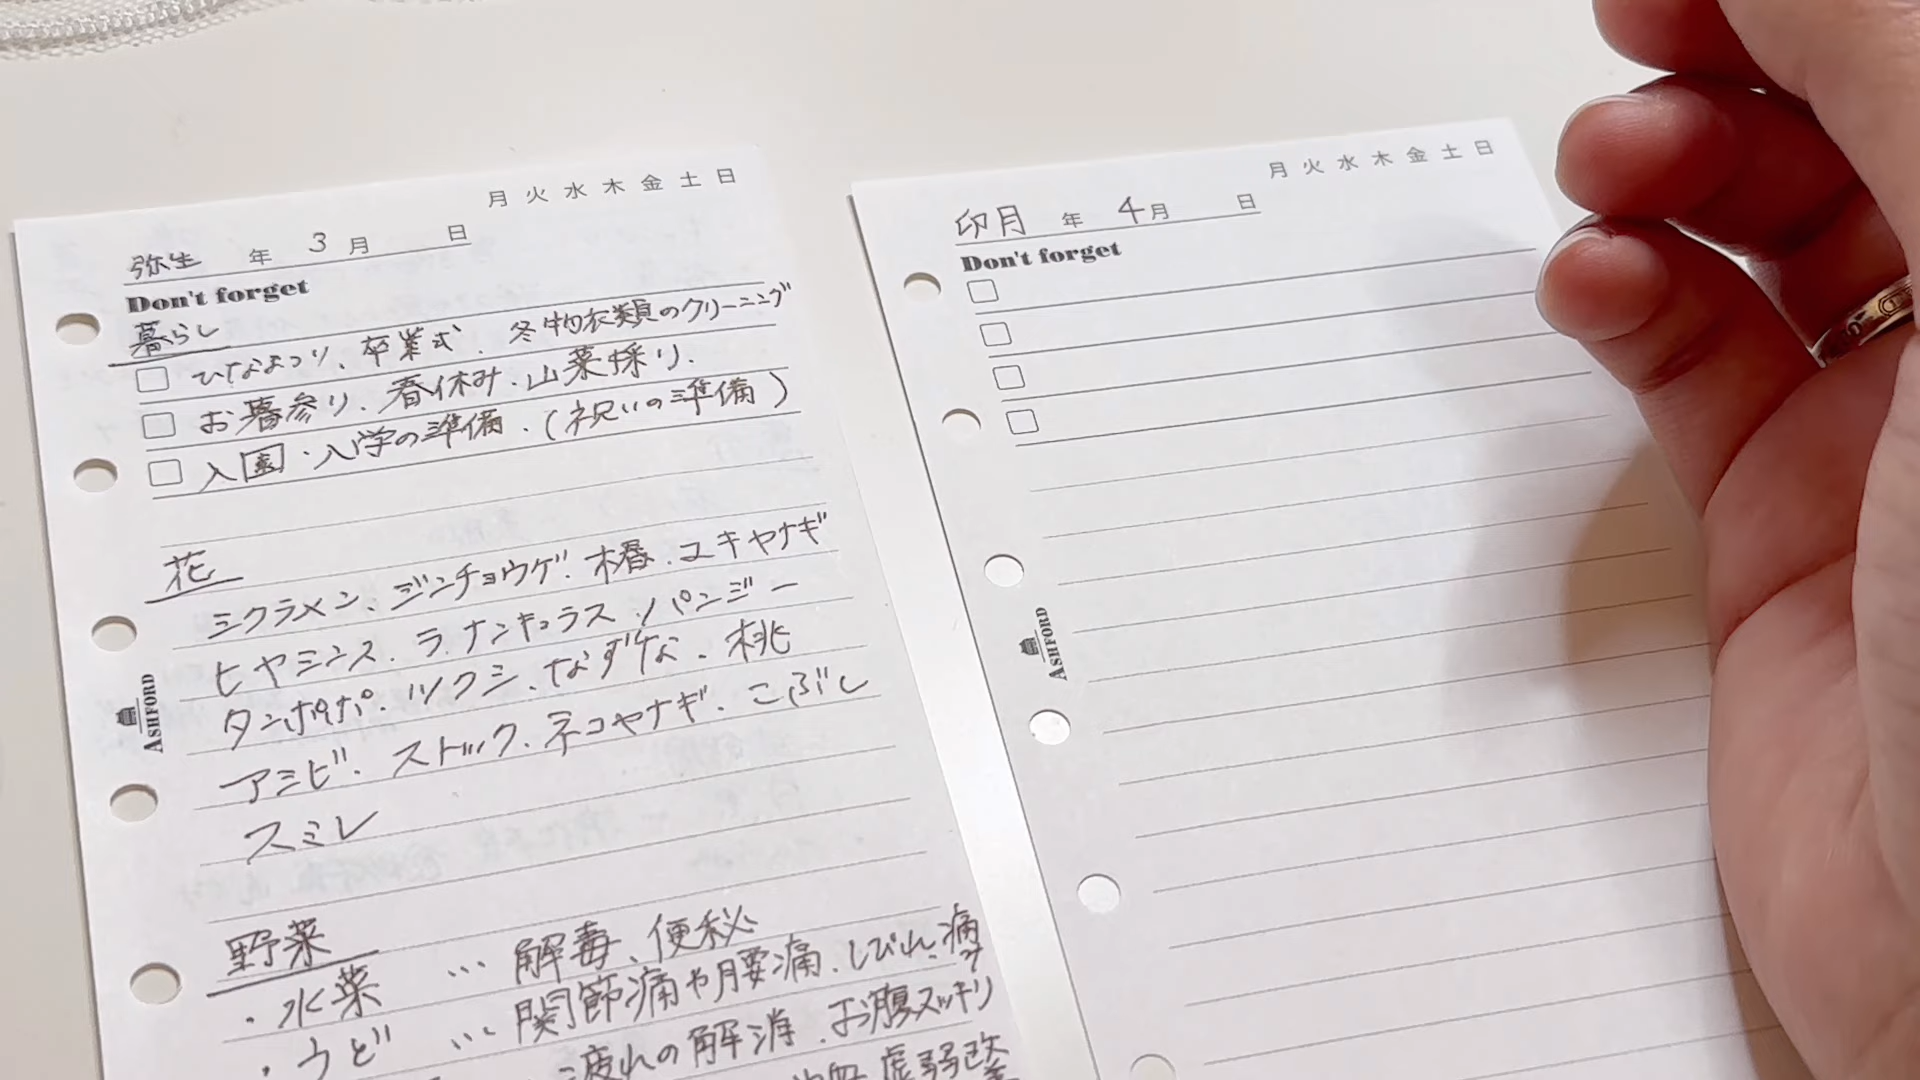 月 火 水 木 金 土 日
弥生 年 3 月 日
Don't forget
暮らし
ひなまつり、卒業式、冬物衣類のクリーニング
お墓参り、春休み、山菜採り、
入園・入学の準備、(祝いの準備)
花
シクラメン、ジンチョウゲ、椿、ユキヤナギ
ヒヤシンス、ラナンキュラス、パンジー
タンポポ、ツクシ、なずな、桃
アシビ、ストック、ネコヤナギ、こぶし
スミレ
野菜
・水菜 … 解毒、便秘
・うど … 関節痛や腰痛、しびれ、痛み
疲れの解消、お腹スッキリ
虚弱改善
ASHFORD
月 火 水 木 金 土 日
卯月 年 4月 日
Don't forget
ASHFORD